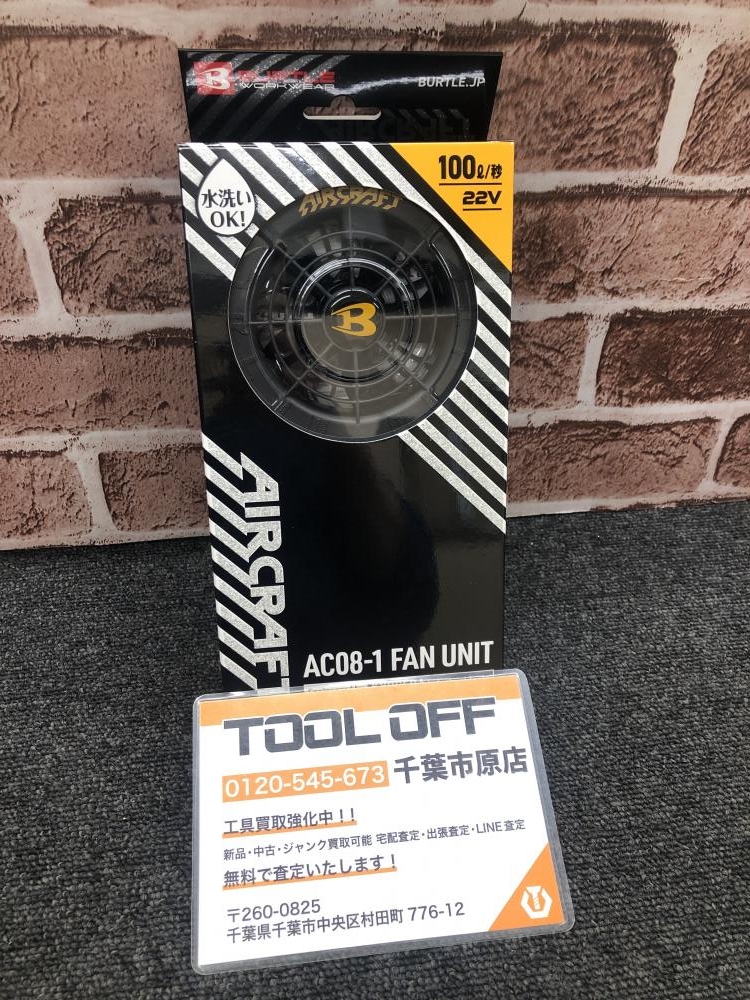 BURTLE
WORKWEAR
BURTLE.JP
水洗い
OK!
AIRCRAFT
100ℓ/秒
22V
B
AIRCRAFT
AC08-1 FAN UNIT
TOOL OFF
0120-545-673 千葉市原店
工具買取強化中!!
新品・中古・ジャンク買取可能 宅配査定・出張査定・LINE査定
無料で査定いたします!
〒260-0825
千葉県千葉市中央区村田町 776-12